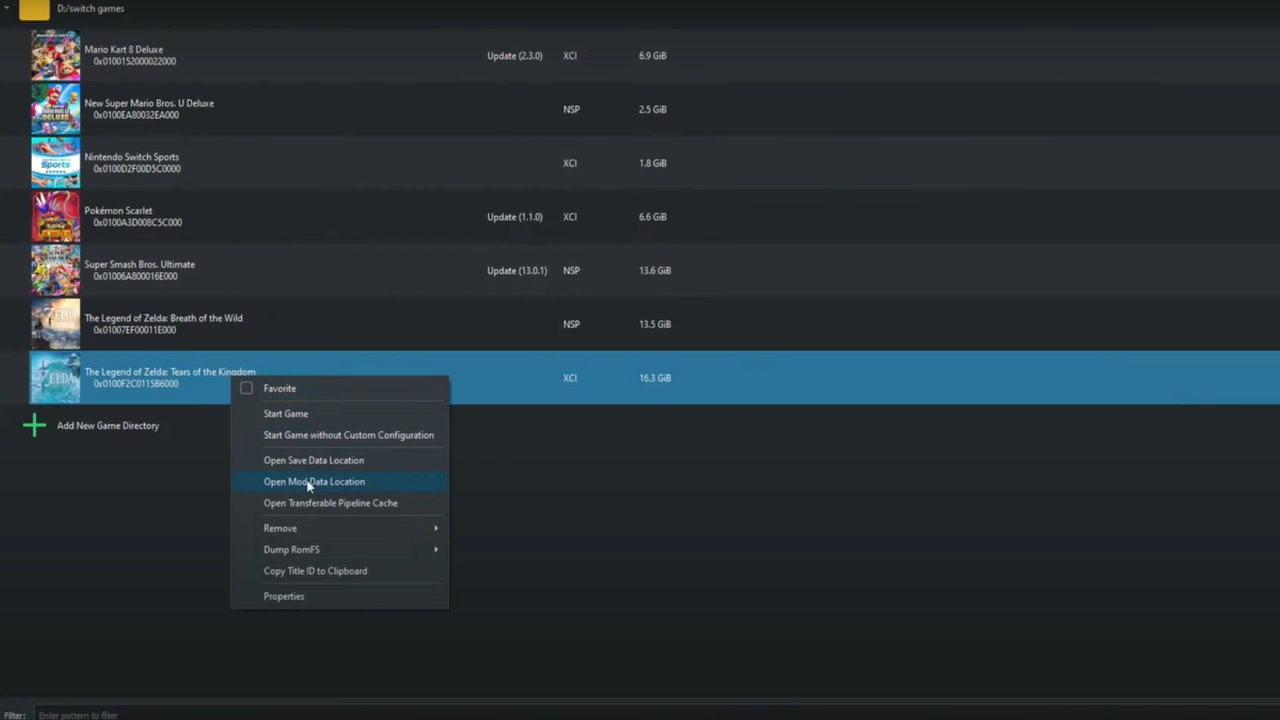 D:/switch games
Mario Kart 8 Deluxe
0x0100152000022000
Update (2.3.0) XCI 6.9 GiB
New Super Mario Bros. U Deluxe
0x0100EA80032EA000
NSP 2.5 GiB
Nintendo Switch Sports
0x0100D2F00D5C0000
XCI 1.8 GiB
Sports
Pokémon Scarlet
0x0100A3D008C5C000
Update (1.1.0) XCI 6.6 GiB
Super Smash Bros. Ultimate
0x01006A800016E000
Update (13.0.1) NSP 13.6 GiB
The Legend of Zelda: Breath of the Wild
0x01007EF00011E000
NSP 13.5 GiB
ZELDA
The Legend of Zelda: Tears of the Kingdom
0x0100F2C0115B6000
XCI 16.3 GiB
ZELDA
Favorite
Add New Game Directory
Start Game
Start Game without Custom Configuration
Open Save Data Location
Open Mod Data Location
Open Transferable Pipeline Cache
Remove
Dump RomFS
Copy Title ID to Clipboard
Properties
Filter: Enter pattern to filter